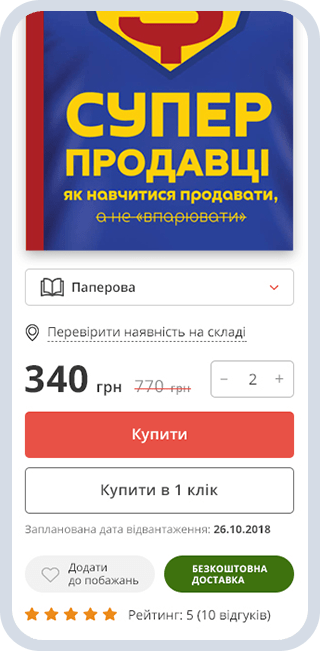 СУПЕР
ПРОДАВЦІ
як навчитися продавати,
а не «впарювати»
Паперова
Перевірити наявність на складі
340 грн 770 грн − 2 +
Купити
Купити в 1 клік
Запланована дата відвантаження: 26.10.2018
Додати
до побажань
БЕЗКОШТОВНА
ДОСТАВКА
Рейтинг: 5 (10 відгуків)